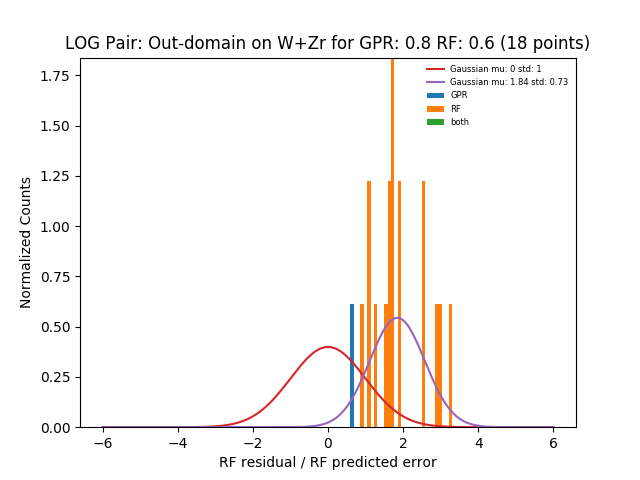 LOG Pair: Out-domain on W+Zr for GPR: 0.8 RF: 0.6 (18 points)
Gaussian mu: 0 std: 1
Gaussian mu: 1.84 std: 0.73
GPR
RF
both
Normalized Counts
1.75
1.50
1.25
1.00
0.75
0.50
0.25
0.00
−6 −4 −2 0 2 4 6
RF residual / RF predicted error